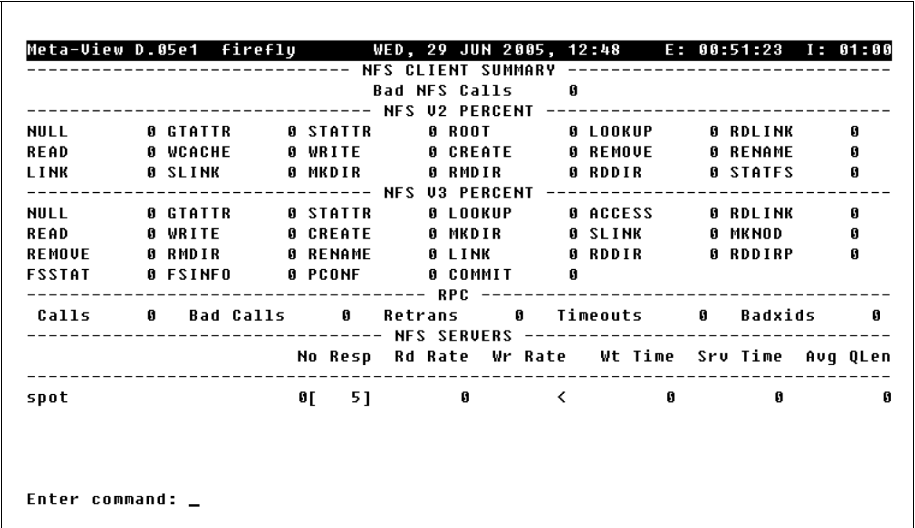 Meta-View D.05e1 firefly WED, 29 JUN 2005, 12:48 E: 00:51:23 I: 01:00
NFS CLIENT SUMMARY
Bad NFS Calls 0
NFS V2 PERCENT
NULL 0 GTATTR 0 STATTR 0 ROOT 0 LOOKUP 0 RDLINK 0
READ 0 WCACHE 0 WRITE 0 CREATE 0 REMOVE 0 RENAME 0
LINK 0 SLINK 0 MKDIR 0 RMDIR 0 RDDIR 0 STATFS 0
NFS V3 PERCENT
NULL 0 GTATTR 0 STATTR 0 LOOKUP 0 ACCESS 0 RDLINK 0
READ 0 WRITE 0 CREATE 0 MKDIR 0 SLINK 0 MKNOD 0
REMOVE 0 RMDIR 0 RENAME 0 LINK 0 RDDIR 0 RDDIRP 0
FSSTAT 0 FSINFO 0 PCONF 0 COMMIT 0
RPC
Calls 0 Bad Calls 0 Retrans 0 Timeouts 0 Badxids 0
NFS SERVERS
No Resp Rd Rate Wr Rate Wt Time Srv Time Avg QLen
spot 0[ 5] 0 < 0 0 0
Enter command: _